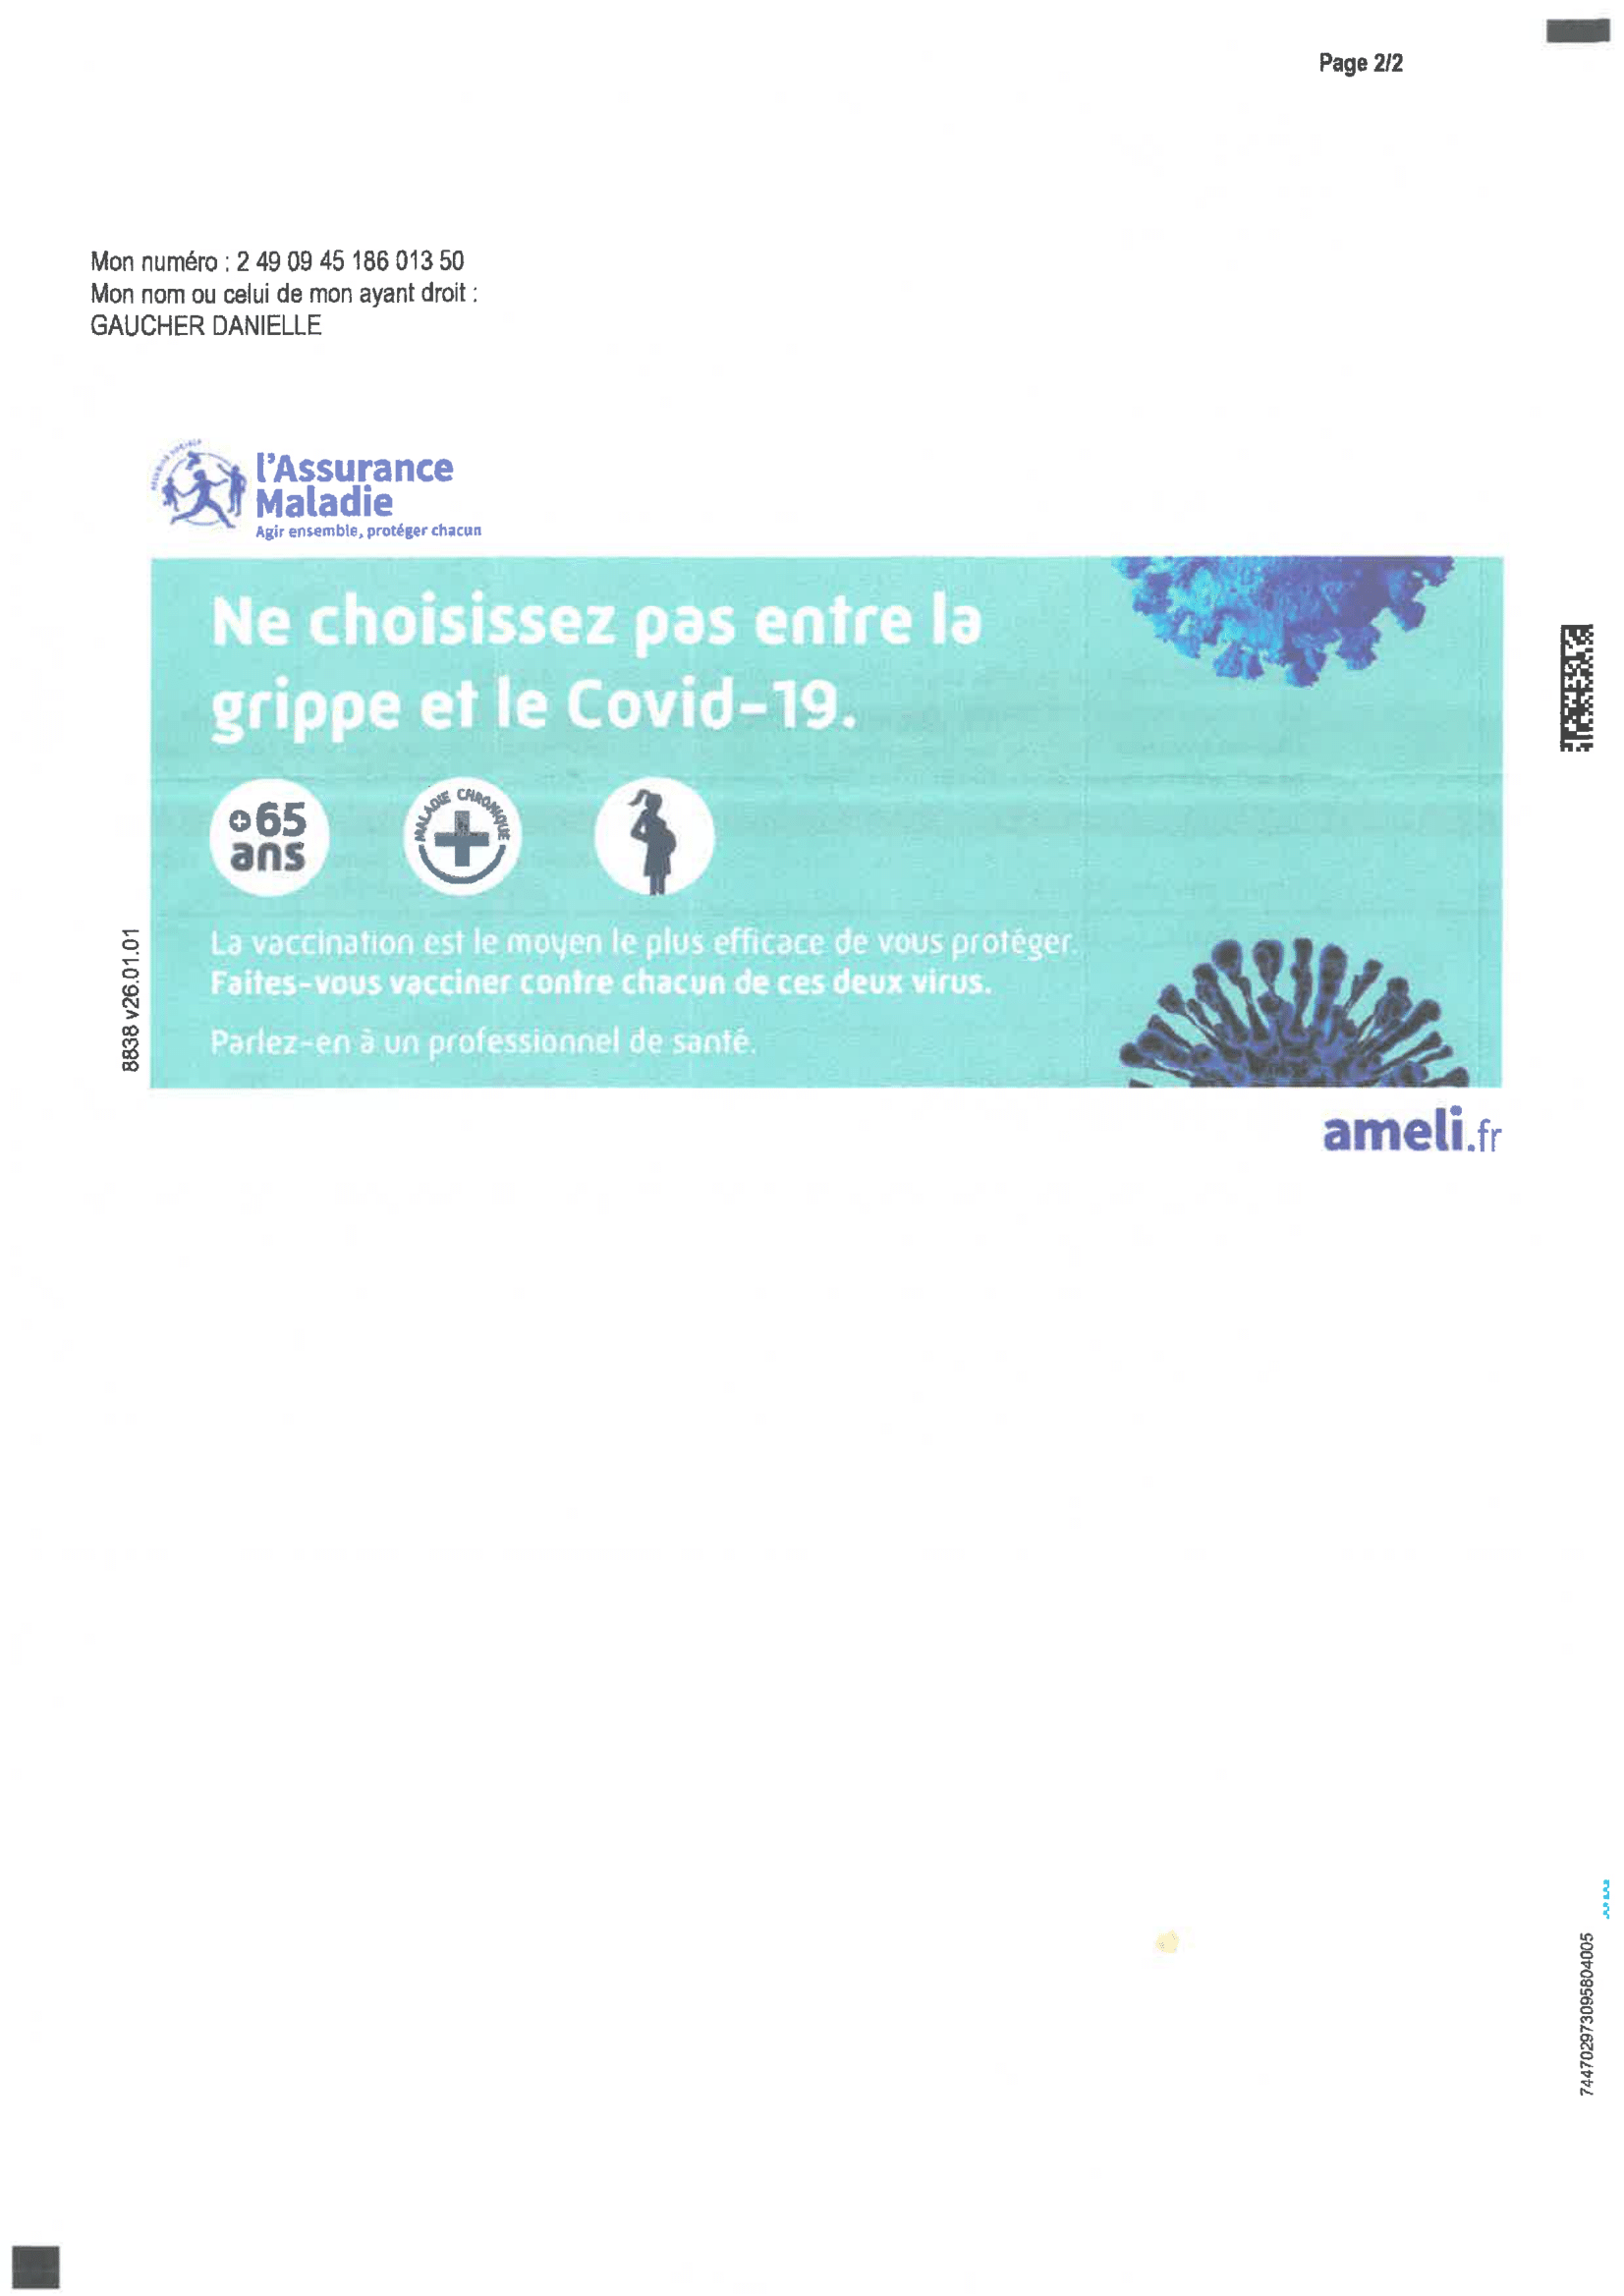 Page 2/2
Mon numéro : 2 49 09 45 186 013 50
Mon nom ou celui de mon ayant droit :
GAUCHER DANIELLE
l'Assurance
Maladie
Agir ensemble, protéger chacun
Ne choisissez pas entre la
grippe et le Covid-19.
+65
ans
MALADIE CHRONIQUE
La vaccination est le moyen le plus efficace de vous protéger.
Faites-vous vacciner contre chacun de ces deux virus.
Parlez-en à un professionnel de santé.
8838 v26.01.01
ameli.fr
744702973095804005